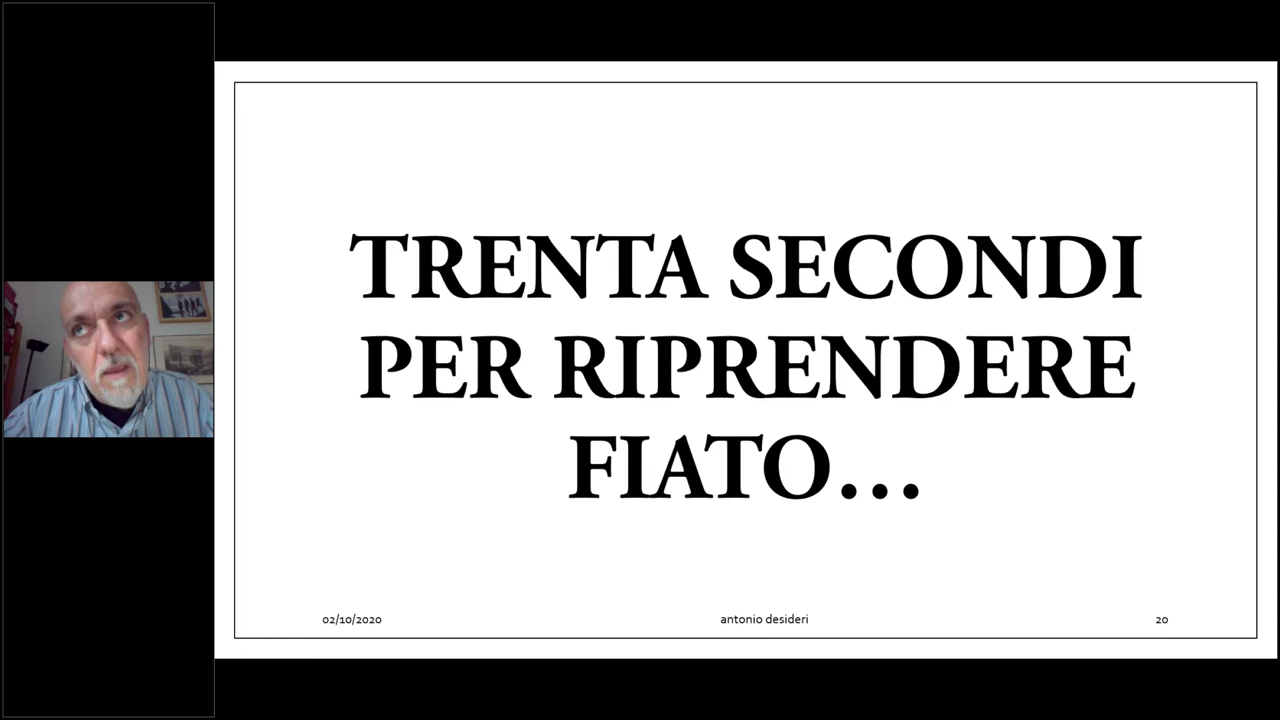 TRENTA SECONDI
PER RIPRENDERE
FIATO...
02/10/2020
antonio desideri
20